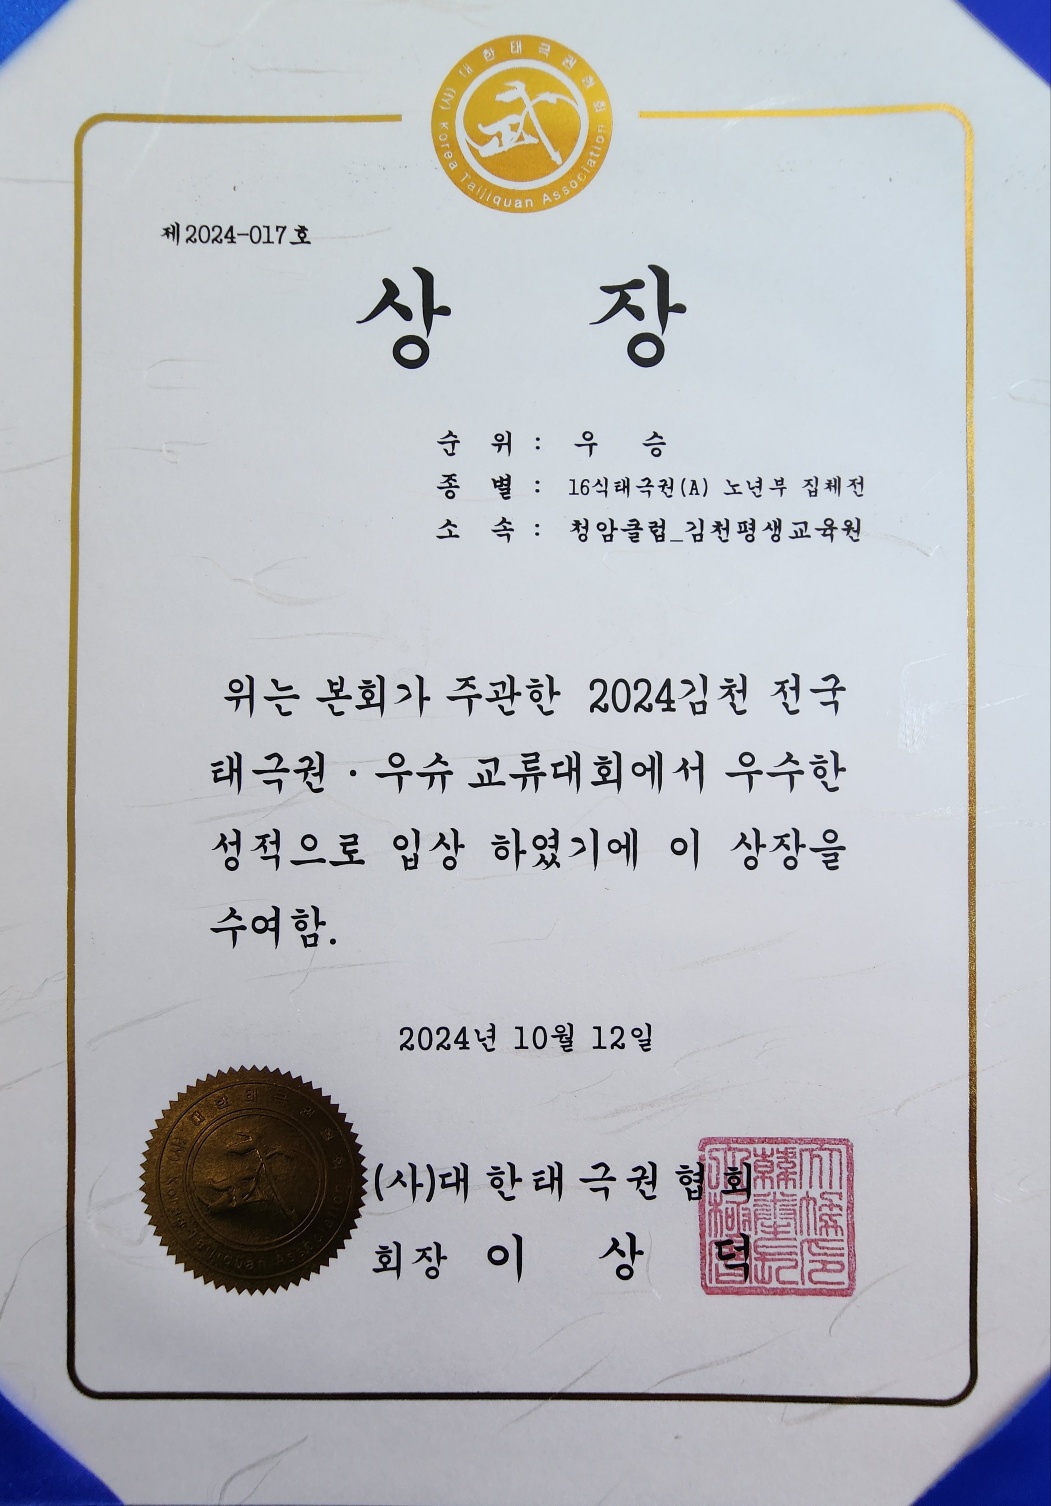 (사)대한태극권협회
Korea Taijiquan Association
제2024-017호
상 장
순 위 : 우 승
종 별 : 16식태극권(A) 노년부 집체전
소 속 : 청암클럽_김천평생교육원
위는 본회가 주관한 2024김천 전국
태극권·우슈 교류대회에서 우수한
성적으로 입상 하였기에 이 상장을
수여함.
2024년 10월 12일
(사)대한태극권협회
회장 이 상 덕